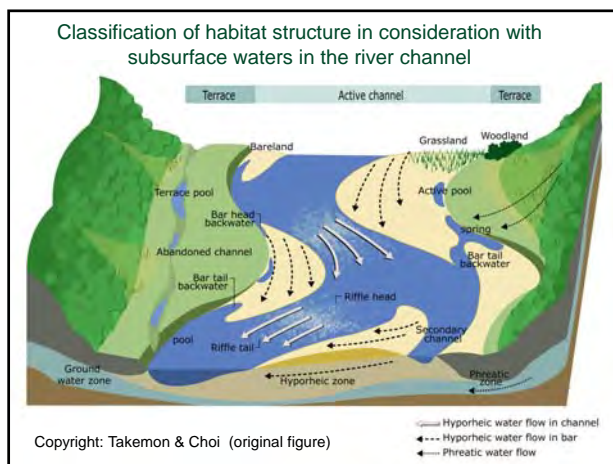 Classification of habitat structure in consideration with
subsurface waters in the river channel
Terrace
Active channel
Terrace
Bareland
Grassland
Woodland
Terrace pool
Active pool
Bar head
backwater
spring
Abandoned channel
Bar tail
backwater
Bar tail
backwater
Riffle head
Secondary
channel
pool
Riffle tail
Ground
water zone
Hyporheic zone
Phreatic
zone
Hyporheic water flow in channel
Hyporheic water flow in bar
Phreatic water flow
Copyright: Takemon & Choi (original figure)